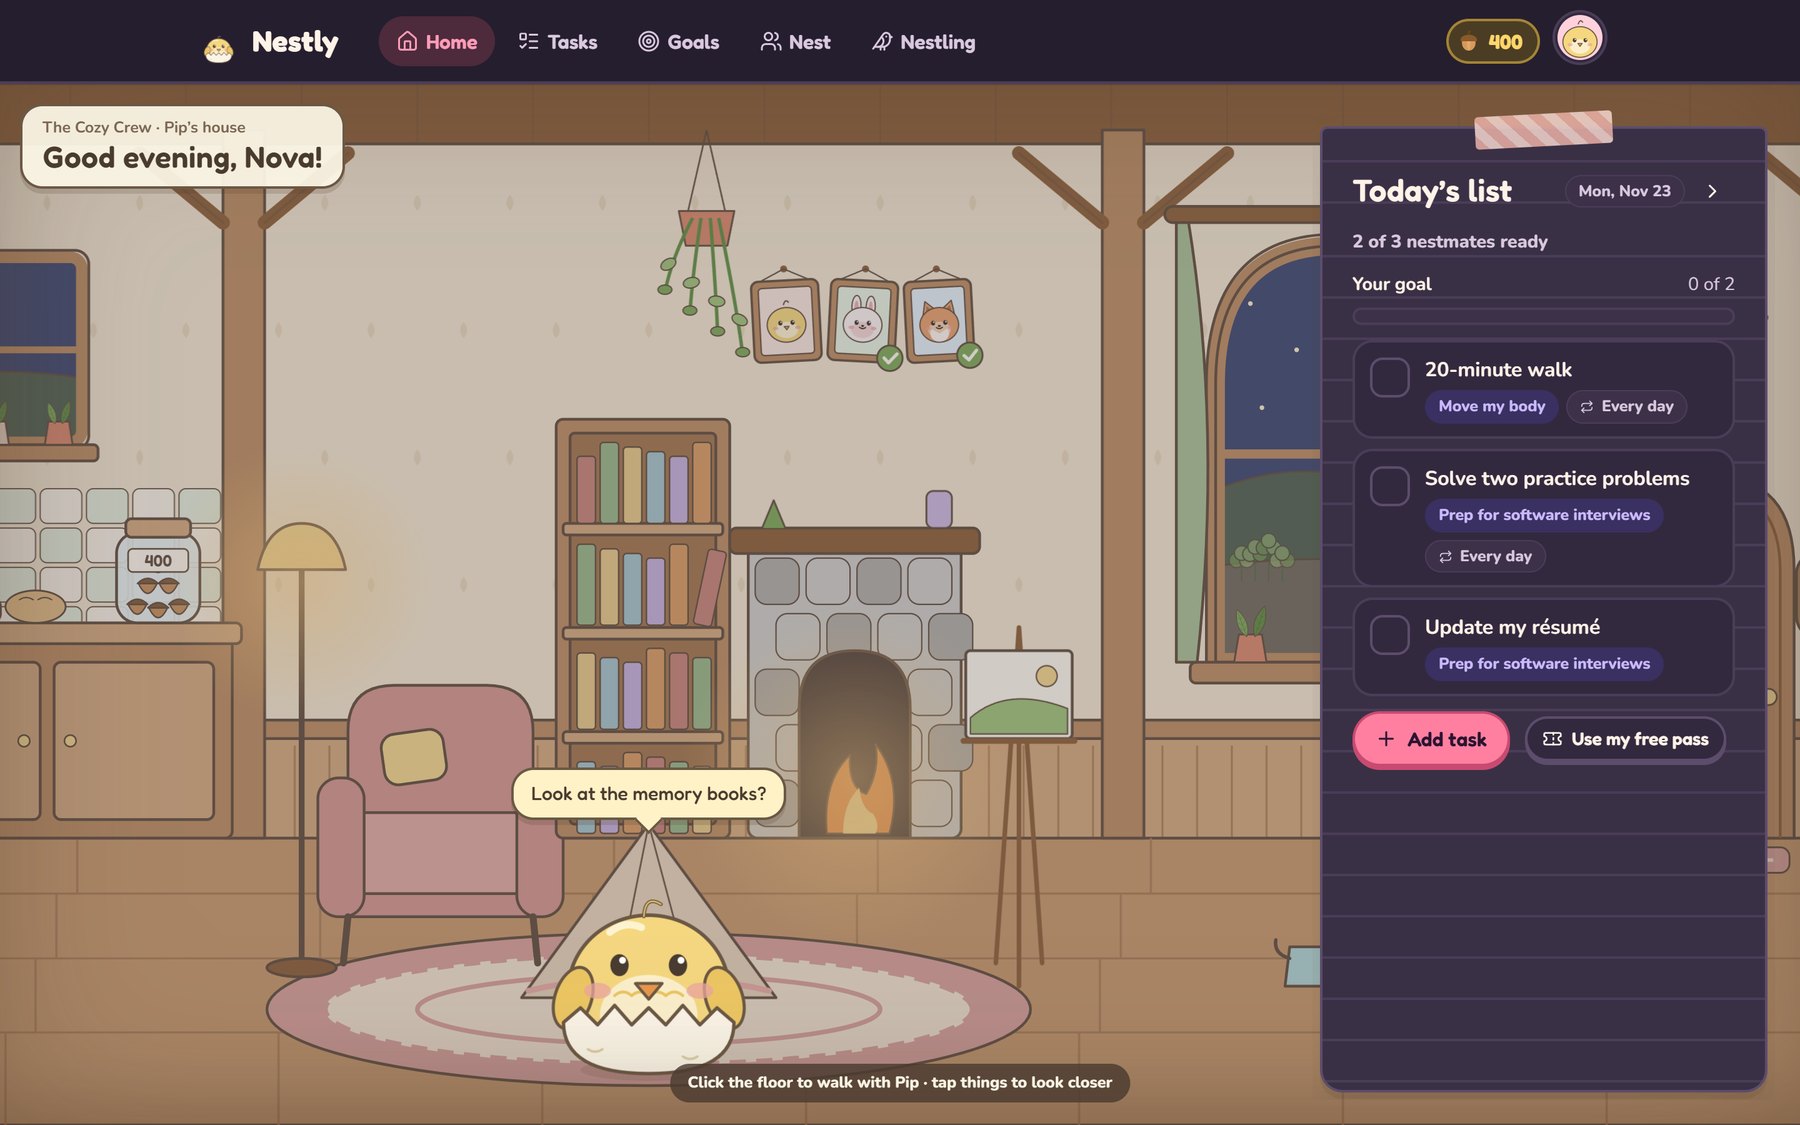 Nestly
Home
Tasks
Goals
Nest
Nestling
400
The Cozy Crew · Pip's house
Good evening, Nova!
400
Look at the memory books?
Click the floor to walk with Pip · tap things to look closer
Today’s list
Mon, Nov 23
2 of 3 nestmates ready
Your goal
0 of 2
20-minute walk
Move my body
Every day
Solve two practice problems
Prep for software interviews
Every day
Update my résumé
Prep for software interviews
Add task
Use my free pass